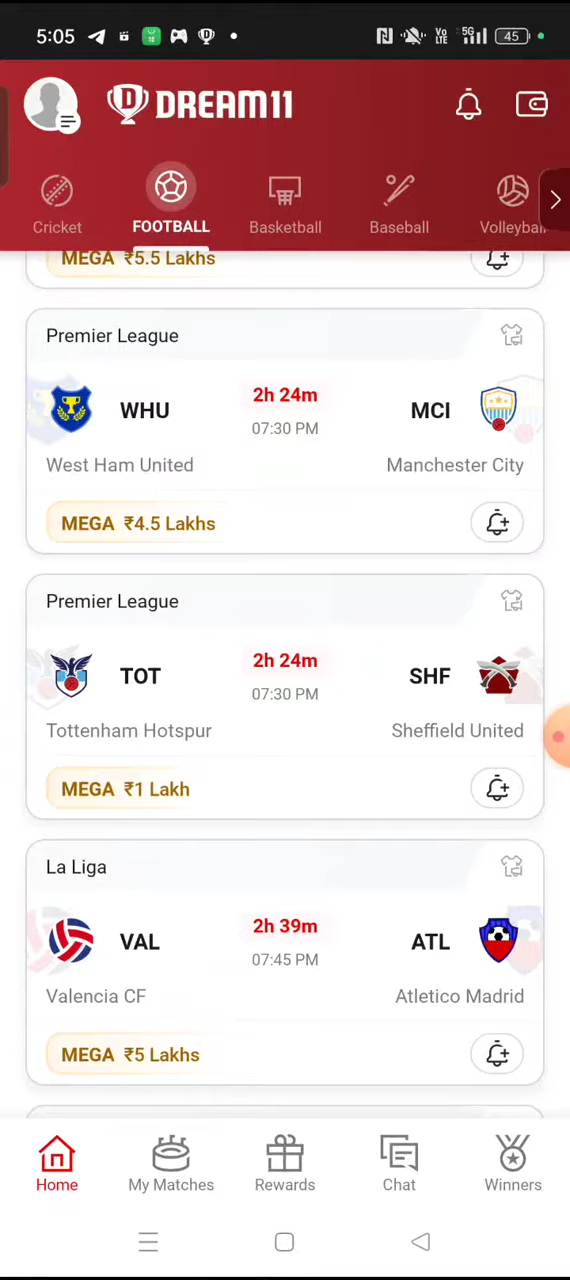 5:05
Vo LTE 5G 45
DREAM11
Cricket FOOTBALL Basketball Baseball Volleyball
MEGA ₹5.5 Lakhs
Premier League
2h 24m
WHU MCI
07:30 PM
West Ham United Manchester City
MEGA ₹4.5 Lakhs
Premier League
2h 24m
TOT SHF
07:30 PM
Tottenham Hotspur Sheffield United
MEGA ₹1 Lakh
La Liga
2h 39m
VAL ATL
07:45 PM
Valencia CF Atletico Madrid
MEGA ₹5 Lakhs
Home My Matches Rewards Chat Winners